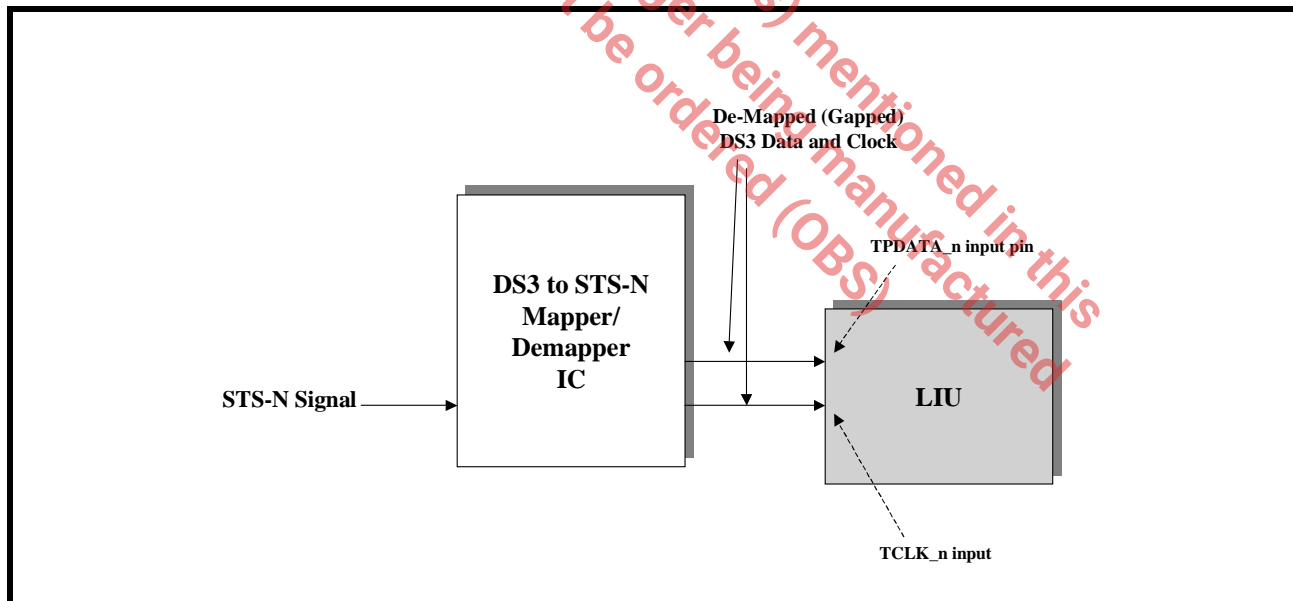 s) mentioned in this
er being manufactured
be ordered (OBS)
De-Mapped (Gapped)
DS3 Data and Clock
TPDATA_n input pin
DS3 to STS-N
Mapper/
Demapper
IC
STS-N Signal
LIU
TCLK_n input